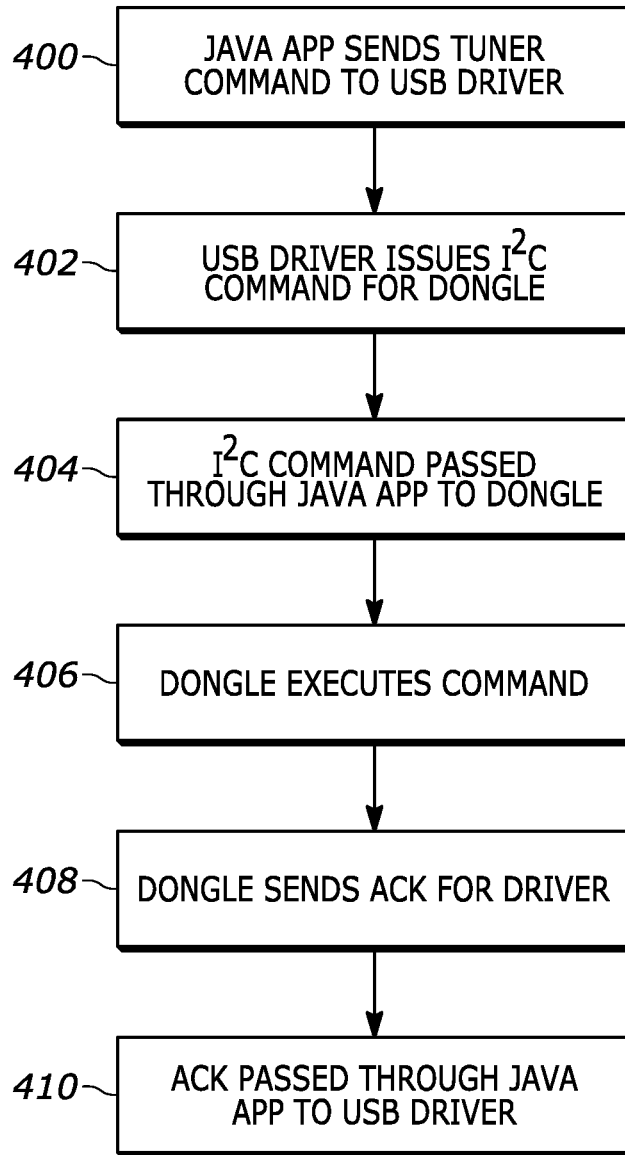 400
JAVA APP SENDS TUNER
COMMAND TO USB DRIVER
402
USB DRIVER ISSUES I²C
COMMAND FOR DONGLE
404
I²C COMMAND PASSED
THROUGH JAVA APP TO DONGLE
406
DONGLE EXECUTES COMMAND
408
DONGLE SENDS ACK FOR DRIVER
410
ACK PASSED THROUGH JAVA
APP TO USB DRIVER